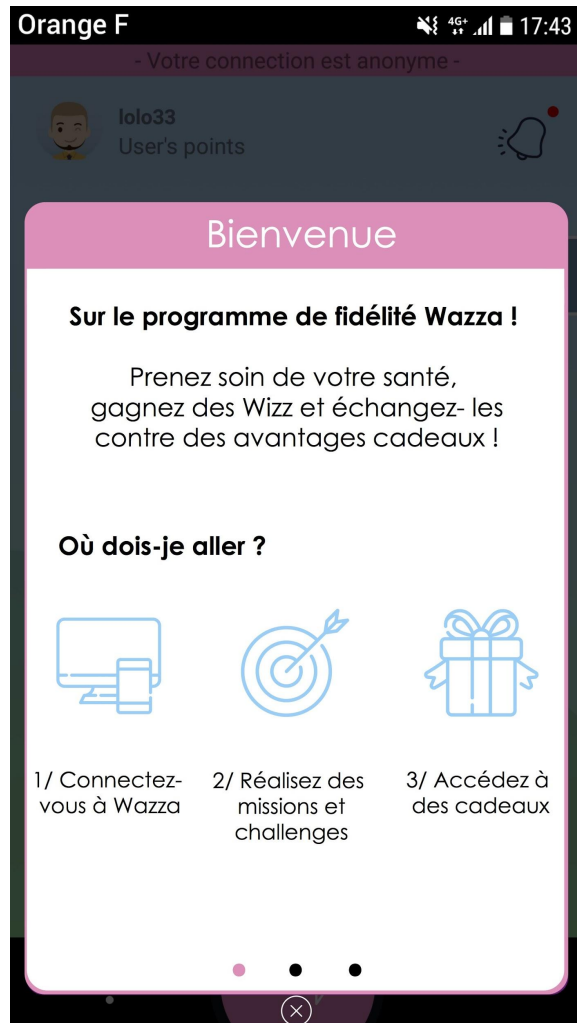 Orange F 4G+ 17:43
- Votre connection est anonyme -
lolo33
User's points
Bienvenue
Sur le programme de fidélité Wazza !
Prenez soin de votre santé,
gagnez des Wizz et échangez- les
contre des avantages cadeaux !
Où dois-je aller ?
1/ Connectez-
vous à Wazza
2/ Réalisez des
missions et
challenges
3/ Accédez à
des cadeaux